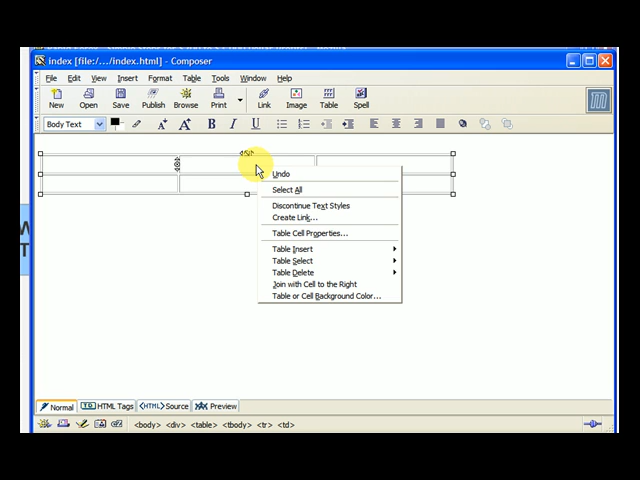 index [file:/.../index.html] - Composer
File Edit View Insert Format Table Tools Window Help
New Open Save Publish Browse Print Link Image Table Spell
Body Text
Undo
Select All
Discontinue Text Styles
Create Link...
Table Cell Properties...
Table Insert
Table Select
Table Delete
Join with Cell to the Right
Table or Cell Background Color...
Normal HTML Tags <HTML> Source Preview
<body> <div> <table> <tbody> <tr> <td>